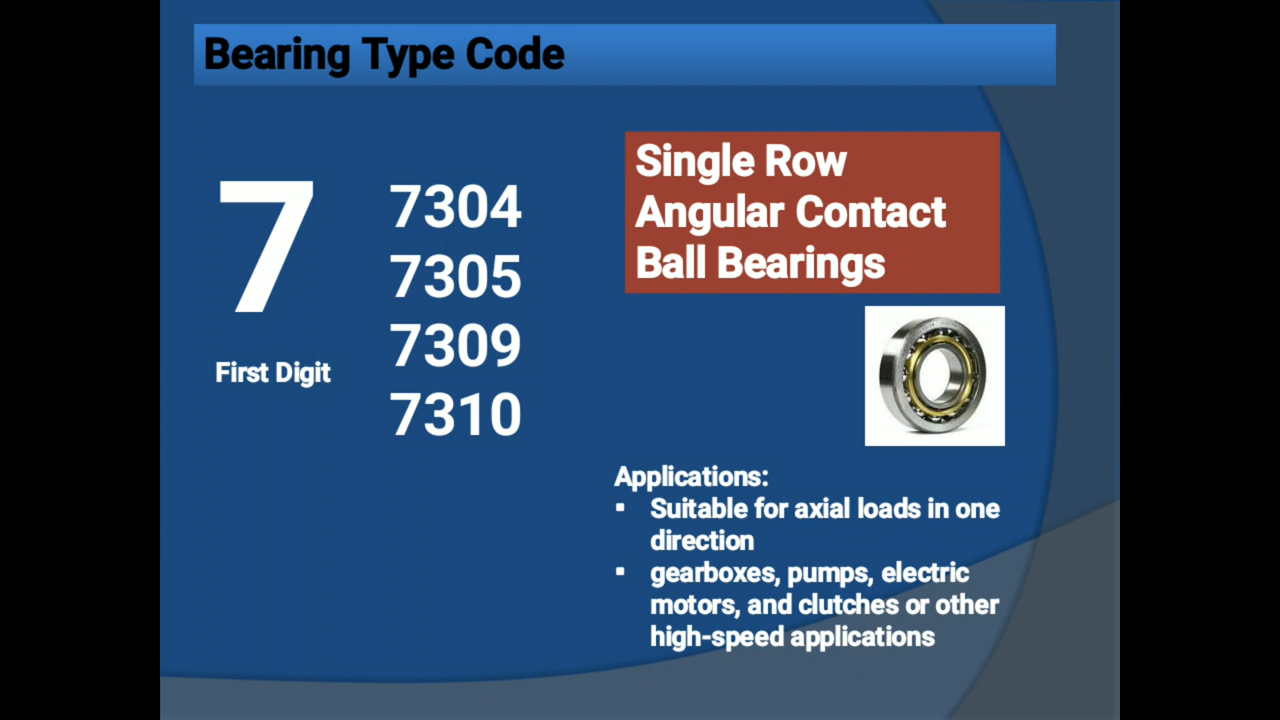 Bearing Type Code
7
First Digit
7304
7305
7309
7310
Single Row
Angular Contact
Ball Bearings
Applications:
▪ Suitable for axial loads in one
direction
▪ gearboxes, pumps, electric
motors, and clutches or other
high-speed applications